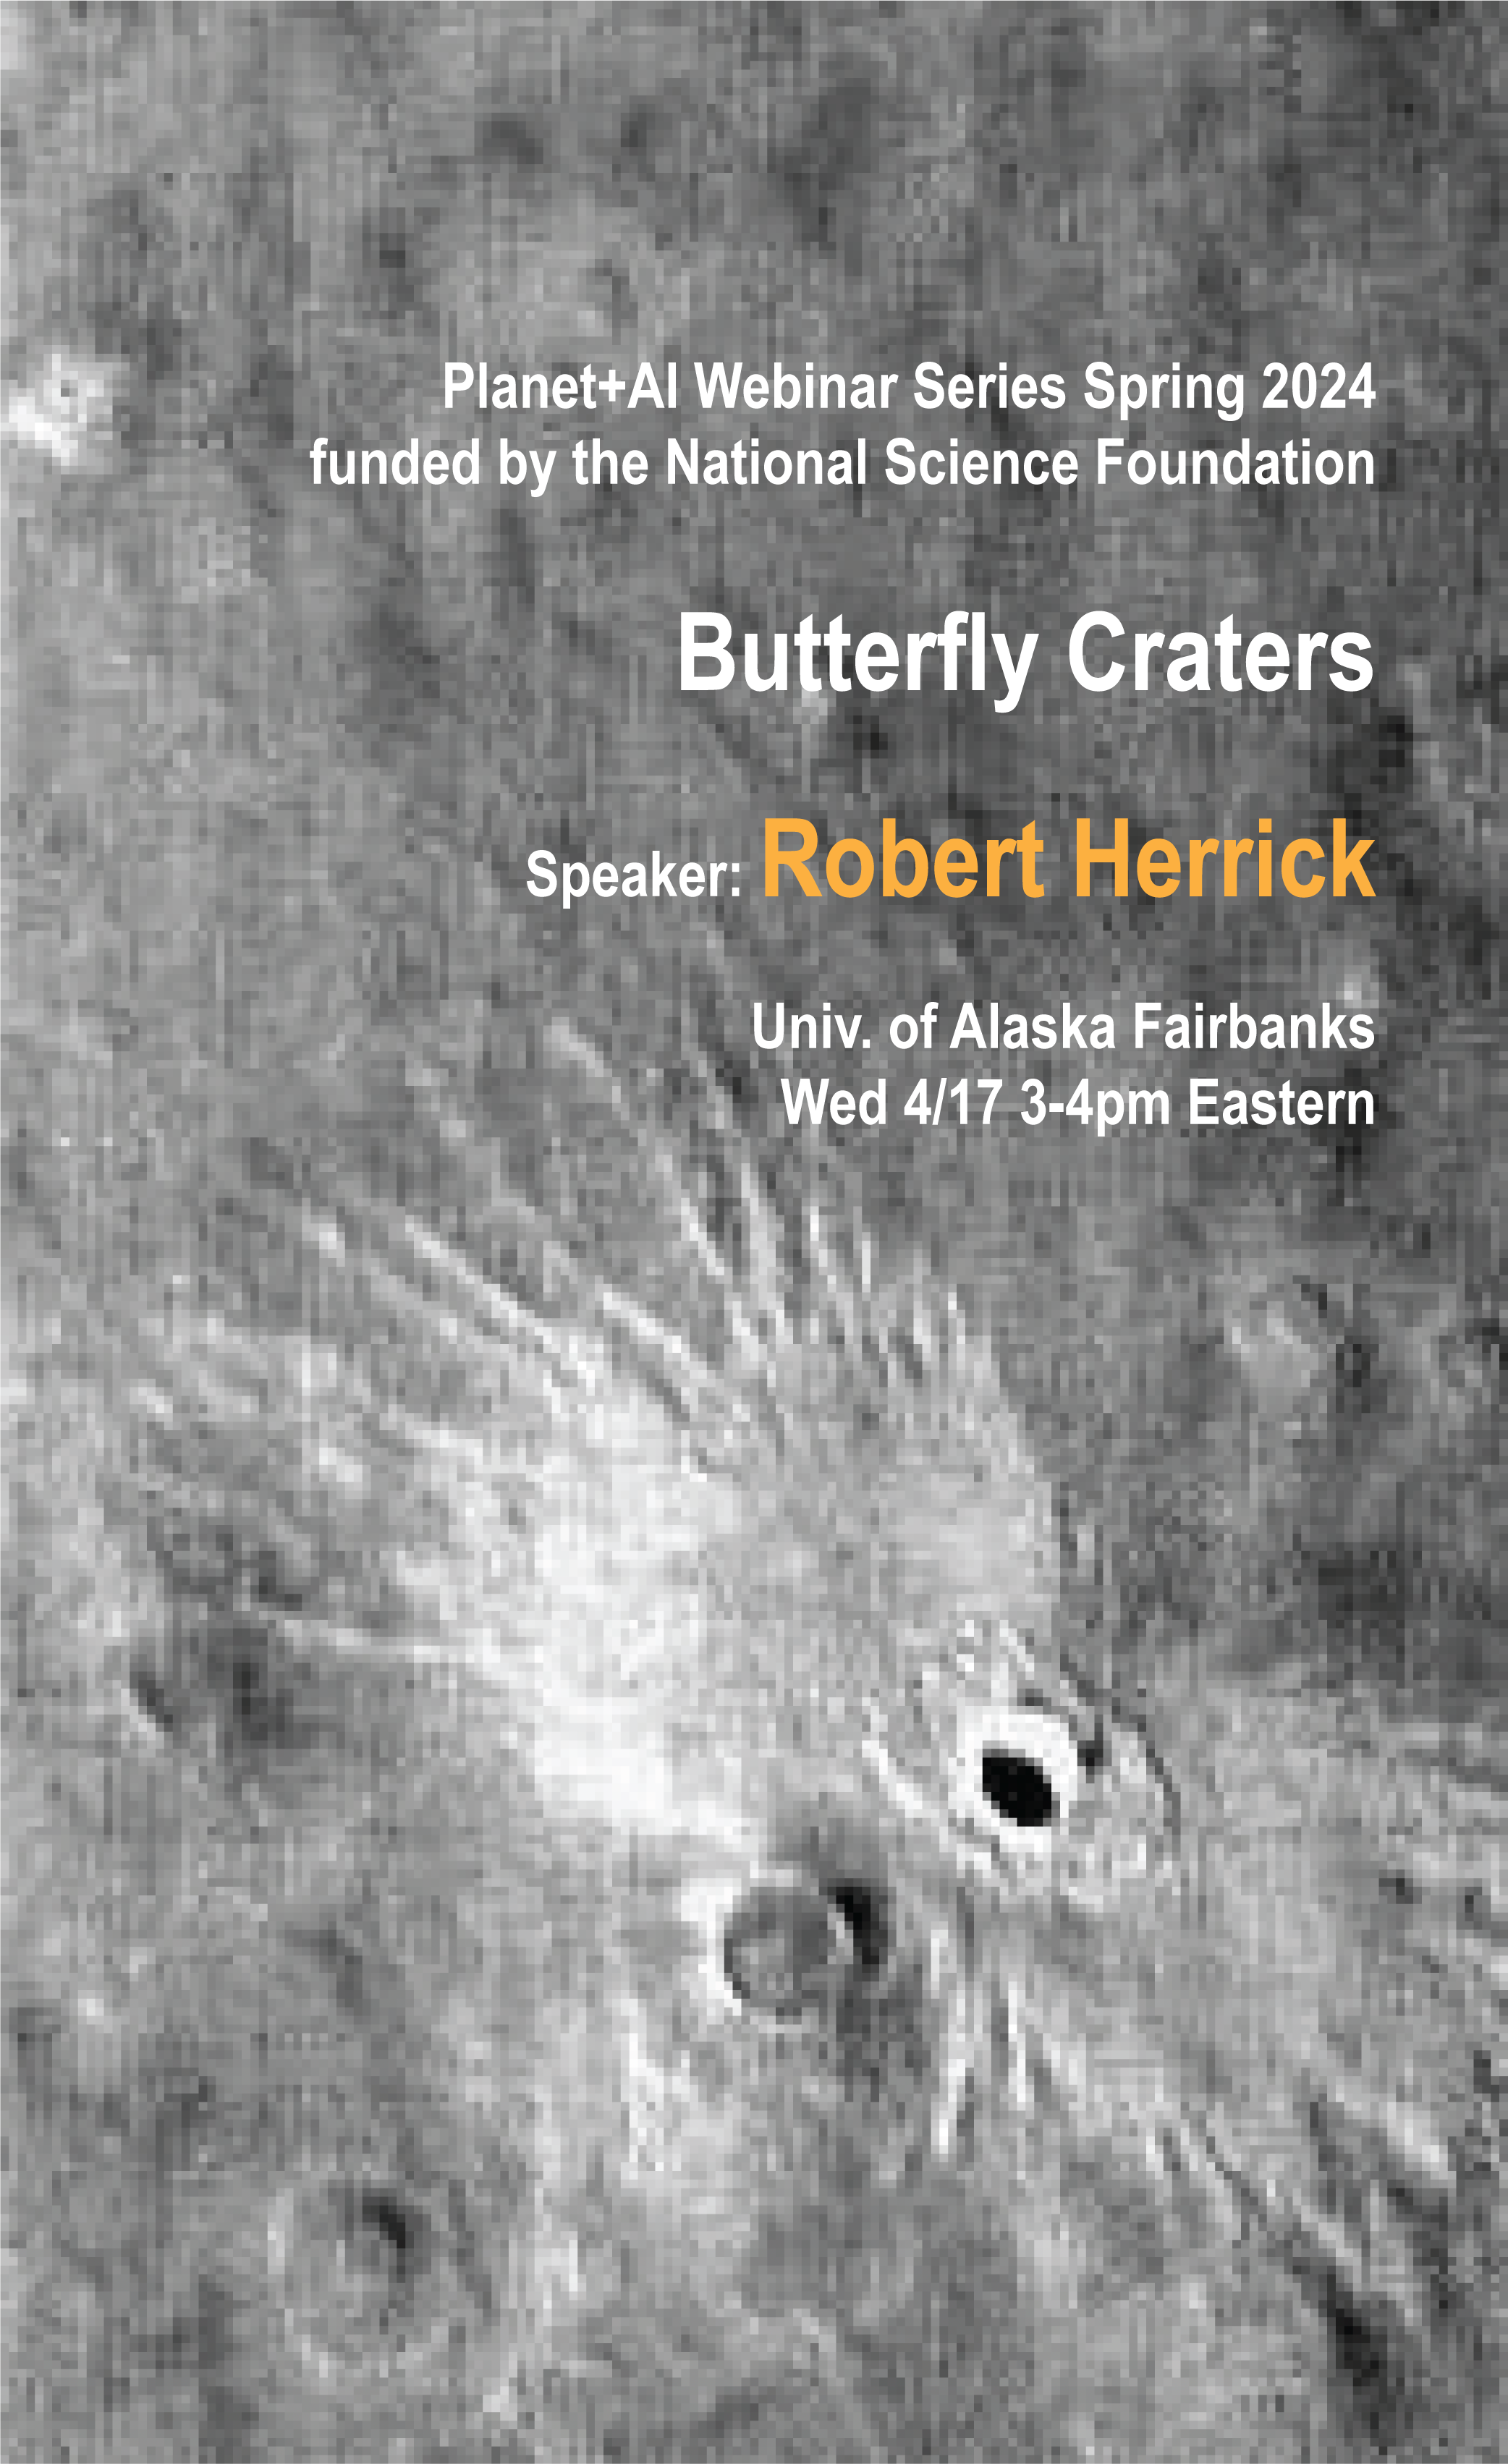 Planet+AI Webinar Series Spring 2024
funded by the National Science Foundation
Butterfly Craters
Speaker: Robert Herrick
Univ. of Alaska Fairbanks
Wed 4/17 3-4pm Eastern